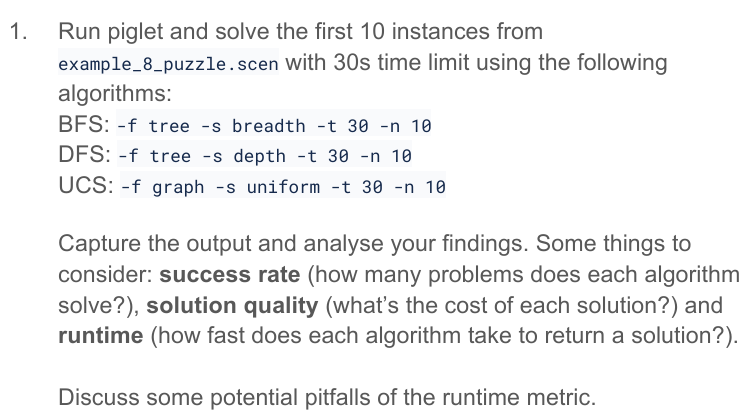 1. Run piglet and solve the first 10 instances from
example_8_puzzle.scen with 30s time limit using the following
algorithms:
BFS: -f tree -s breadth -t 30 -n 10
DFS: -f tree -s depth -t 30 -n 10
UCS: -f graph -s uniform -t 30 -n 10
Capture the output and analyse your findings. Some things to
consider: success rate (how many problems does each algorithm
solve?), solution quality (what's the cost of each solution?) and
runtime (how fast does each algorithm take to return a solution?).
Discuss some potential pitfalls of the runtime metric.